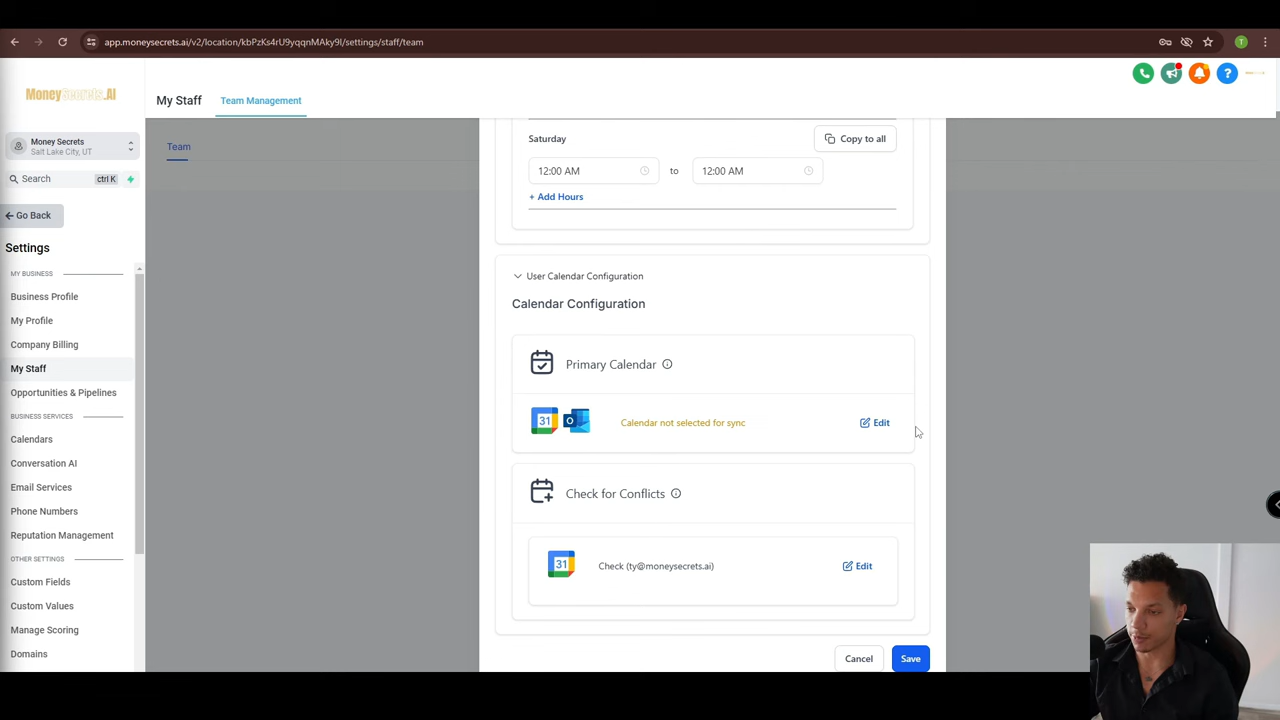 app.moneysecrets.ai/v2/location/kbPzKs4rU9yqqnMAky9l/settings/staff/team
T
MoneySecrets.AI
My Staff
Team Management
Money Secrets
Salt Lake City, UT
Search
ctrl K
Go Back
Settings
MY BUSINESS
Business Profile
My Profile
Company Billing
My Staff
Opportunities & Pipelines
BUSINESS SERVICES
Calendars
Conversation AI
Email Services
Phone Numbers
Reputation Management
OTHER SETTINGS
Custom Fields
Custom Values
Manage Scoring
Domains
Team
Saturday
Copy to all
12:00 AM
to
12:00 AM
+ Add Hours
User Calendar Configuration
Calendar Configuration
Primary Calendar
31
Calendar not selected for sync
Edit
Check for Conflicts
31
Check (ty@moneysecrets.ai)
Edit
Cancel
Save